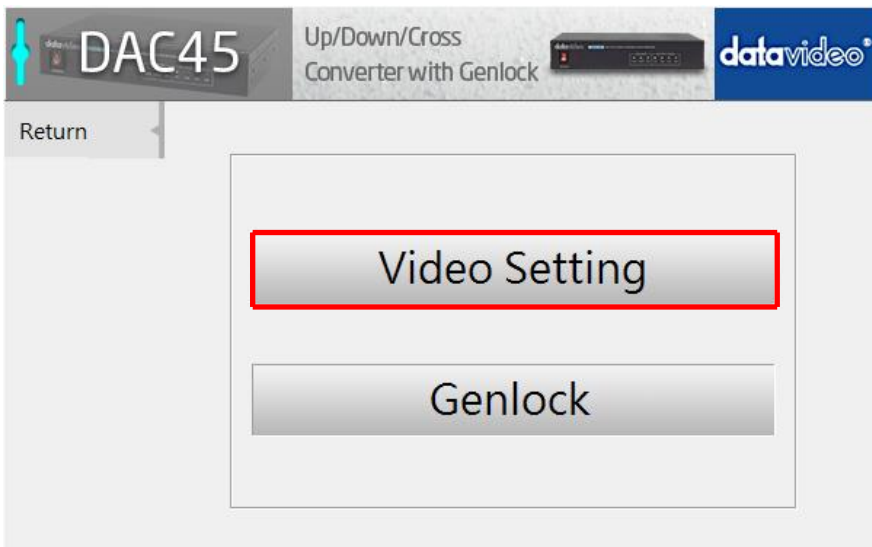 DAC45
Up/Down/Cross
Converter with Genlock
datavideo®
Return
Video Setting
Genlock